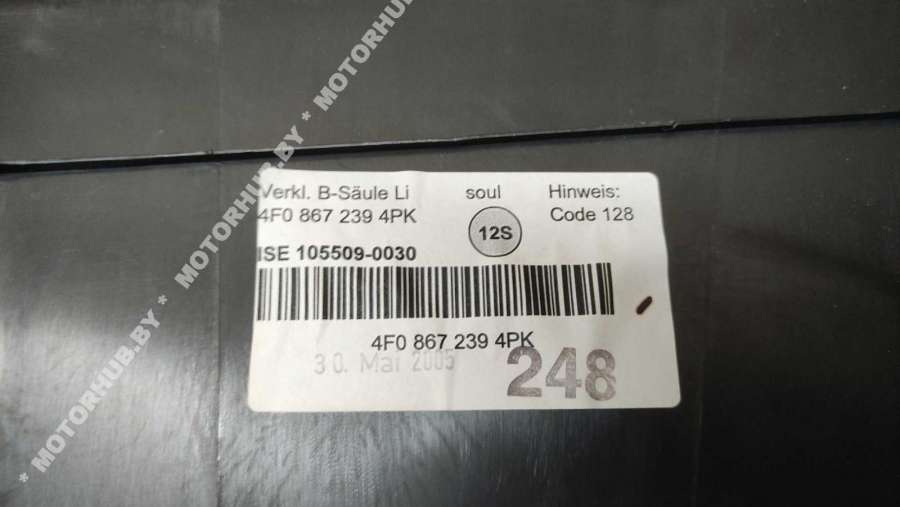 Verkl. B-Säule Li
4F0 867 239 4PK
soul
12S
Hinweis:
Code 128
ISE 105509-0030
4F0 867 239 4PK
30. Mai 2005
248
* MOTORHUB.BY * MOTORHUB.BY * MOTORHUB.BY